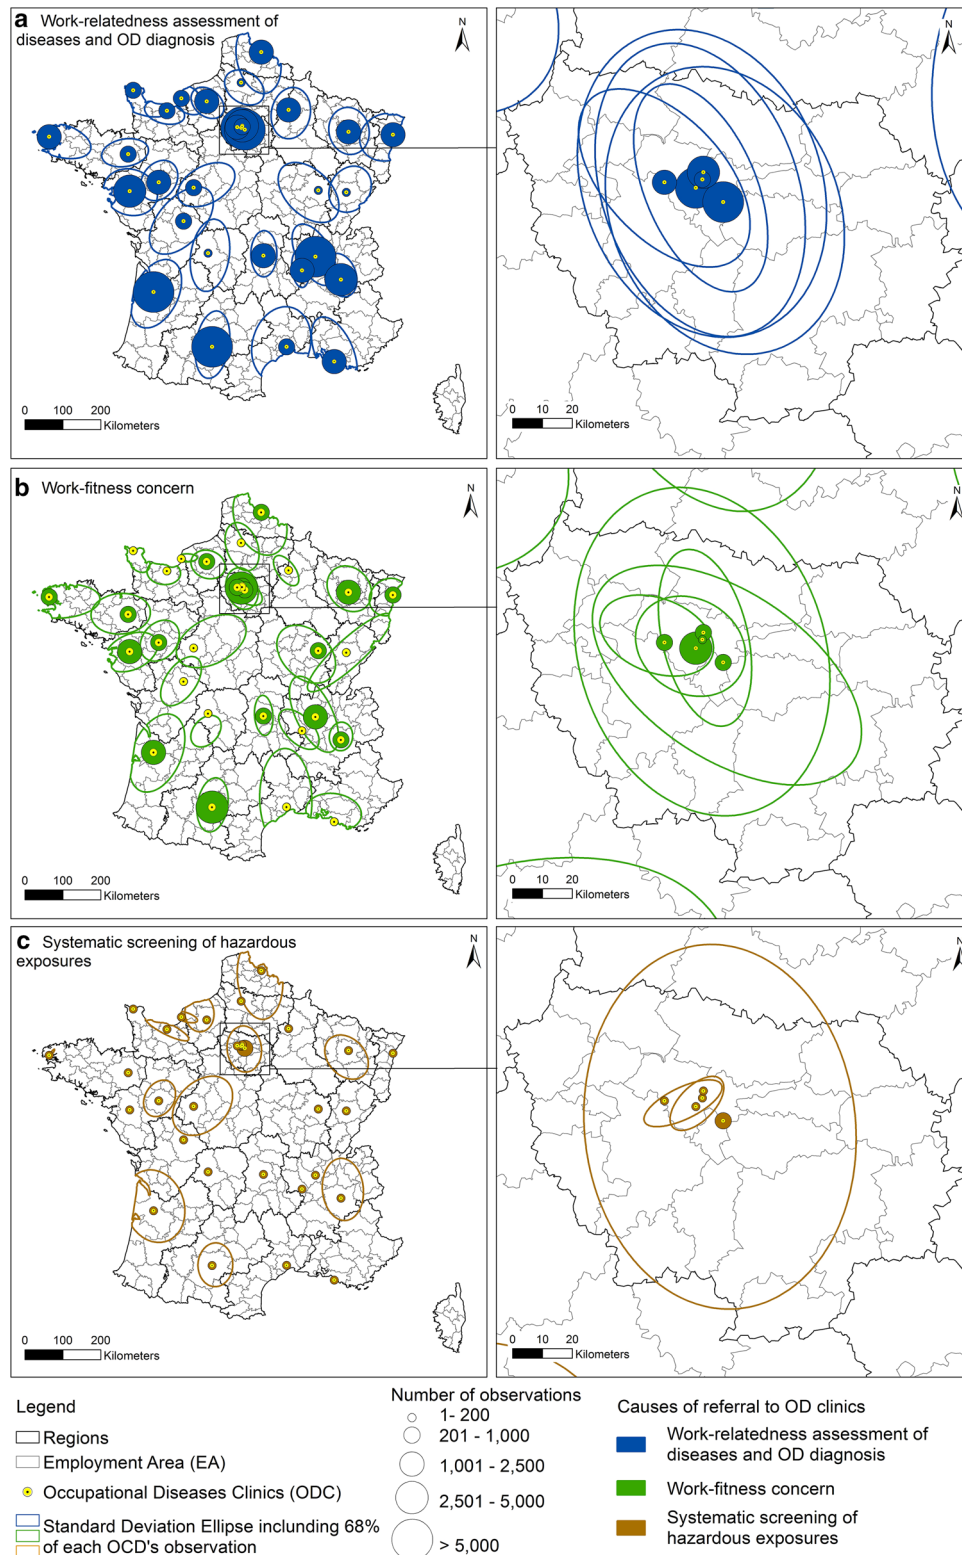 a Work-relatedness assessment of
diseases and OD diagnosis
N
0 100 200
Kilometers
N
0 10 20
Kilometers
b Work-fitness concern
N
0 100 200
Kilometers
N
0 10 20
Kilometers
c Systematic screening of hazardous
exposures
N
0 100 200
Kilometers
N
0 10 20
Kilometers
Legend
Regions
Employment Area (EA)
Occupational Diseases Clinics (ODC)
Standard Deviation Ellipse inclunding 68%
of each OCD's observation
Number of observations
1- 200
201 - 1,000
1,001 - 2,500
2,501 - 5,000
> 5,000
Causes of referral to OD clinics
Work-relatedness assessment of
diseases and OD diagnosis
Work-fitness concern
Systematic screening of
hazardous exposures